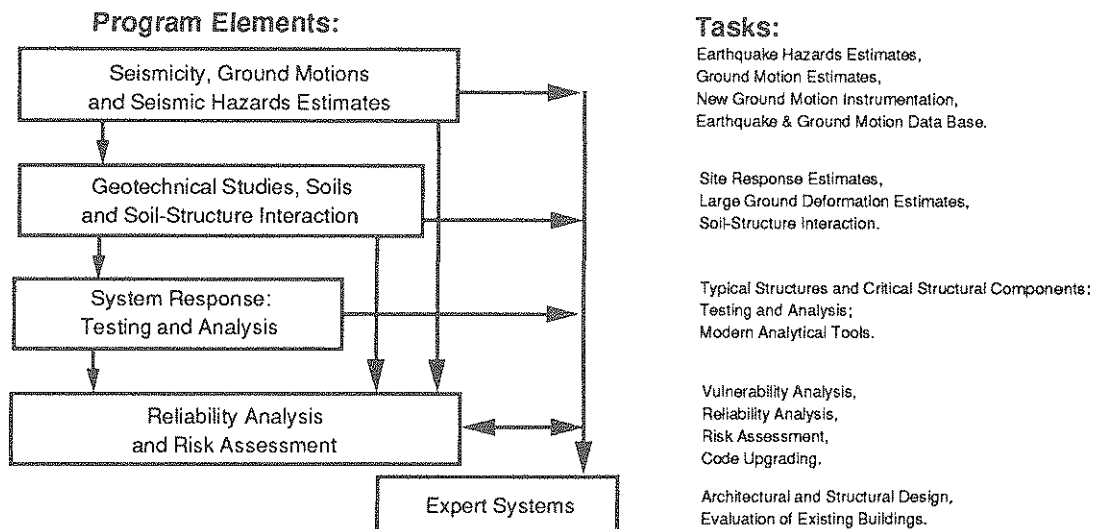 Program Elements:
Seismicity, Ground Motions
and Seismic Hazards Estimates
Geotechnical Studies, Soils
and Soil-Structure Interaction
System Response:
Testing and Analysis
Reliability Analysis
and Risk Assessment
Expert Systems
Tasks:
Earthquake Hazards Estimates,
Ground Motion Estimates,
New Ground Motion Instrumentation,
Earthquake & Ground Motion Data Base.
Site Response Estimates,
Large Ground Deformation Estimates,
Soil-Structure Interaction.
Typical Structures and Critical Structural Components:
Testing and Analysis;
Modern Analytical Tools.
Vulnerability Analysis,
Reliability Analysis,
Risk Assessment,
Code Upgrading.
Architectural and Structural Design,
Evaluation of Existing Buildings.